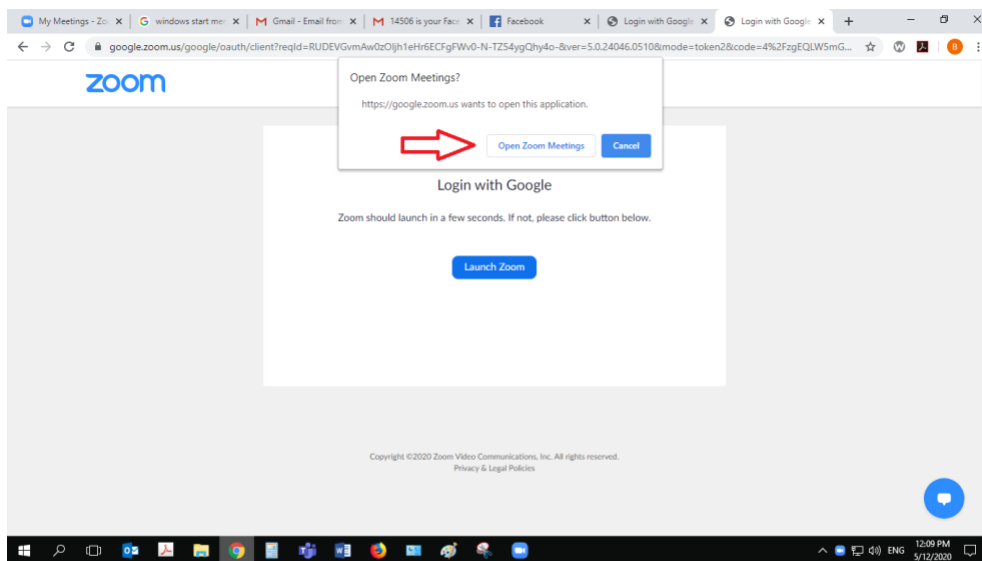 My Meetings - Zoo
windows start mer
Gmail - Email from
14506 is your Face
Facebook
Login with Google
Login with Google
google.zoom.us/google/oauth/client?reqId=RUDEVGvmAw0zOljh1eHr6ECFgFWv0-N-TZS4ygQhy4o-&ver=5.0.24046.0510&mode=token2&code=4%2FzgEQLW5mG...
B
zoom
Open Zoom Meetings?
https://google.zoom.us wants to open this application.
Open Zoom Meetings Cancel
Login with Google
Zoom should launch in a few seconds. If not, please click button below.
Launch Zoom
Copyright ©2020 Zoom Video Communications, Inc. All rights reserved.
Privacy & Legal Policies
ENG
12:09 PM
5/12/2020